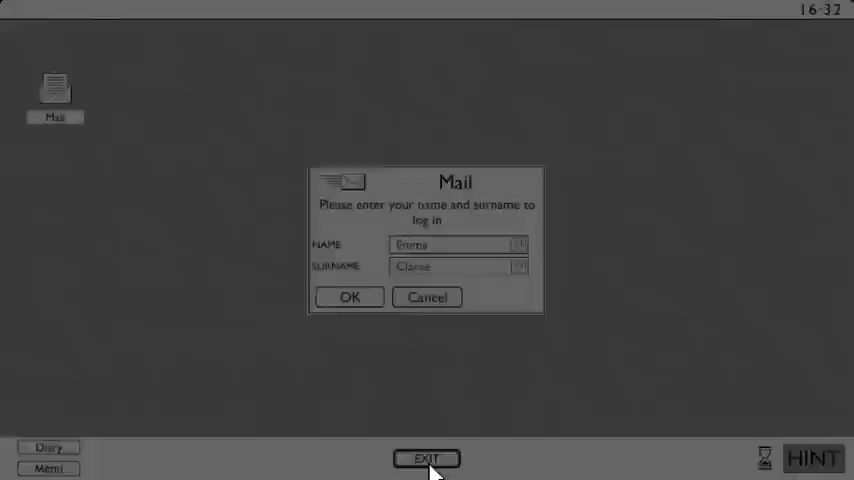 16-32
Mail
Mail
Please enter your name and surname to
log in
NAME Emma
SURNAME
OK Cancel
Diary
Menu
EXIT
HINT